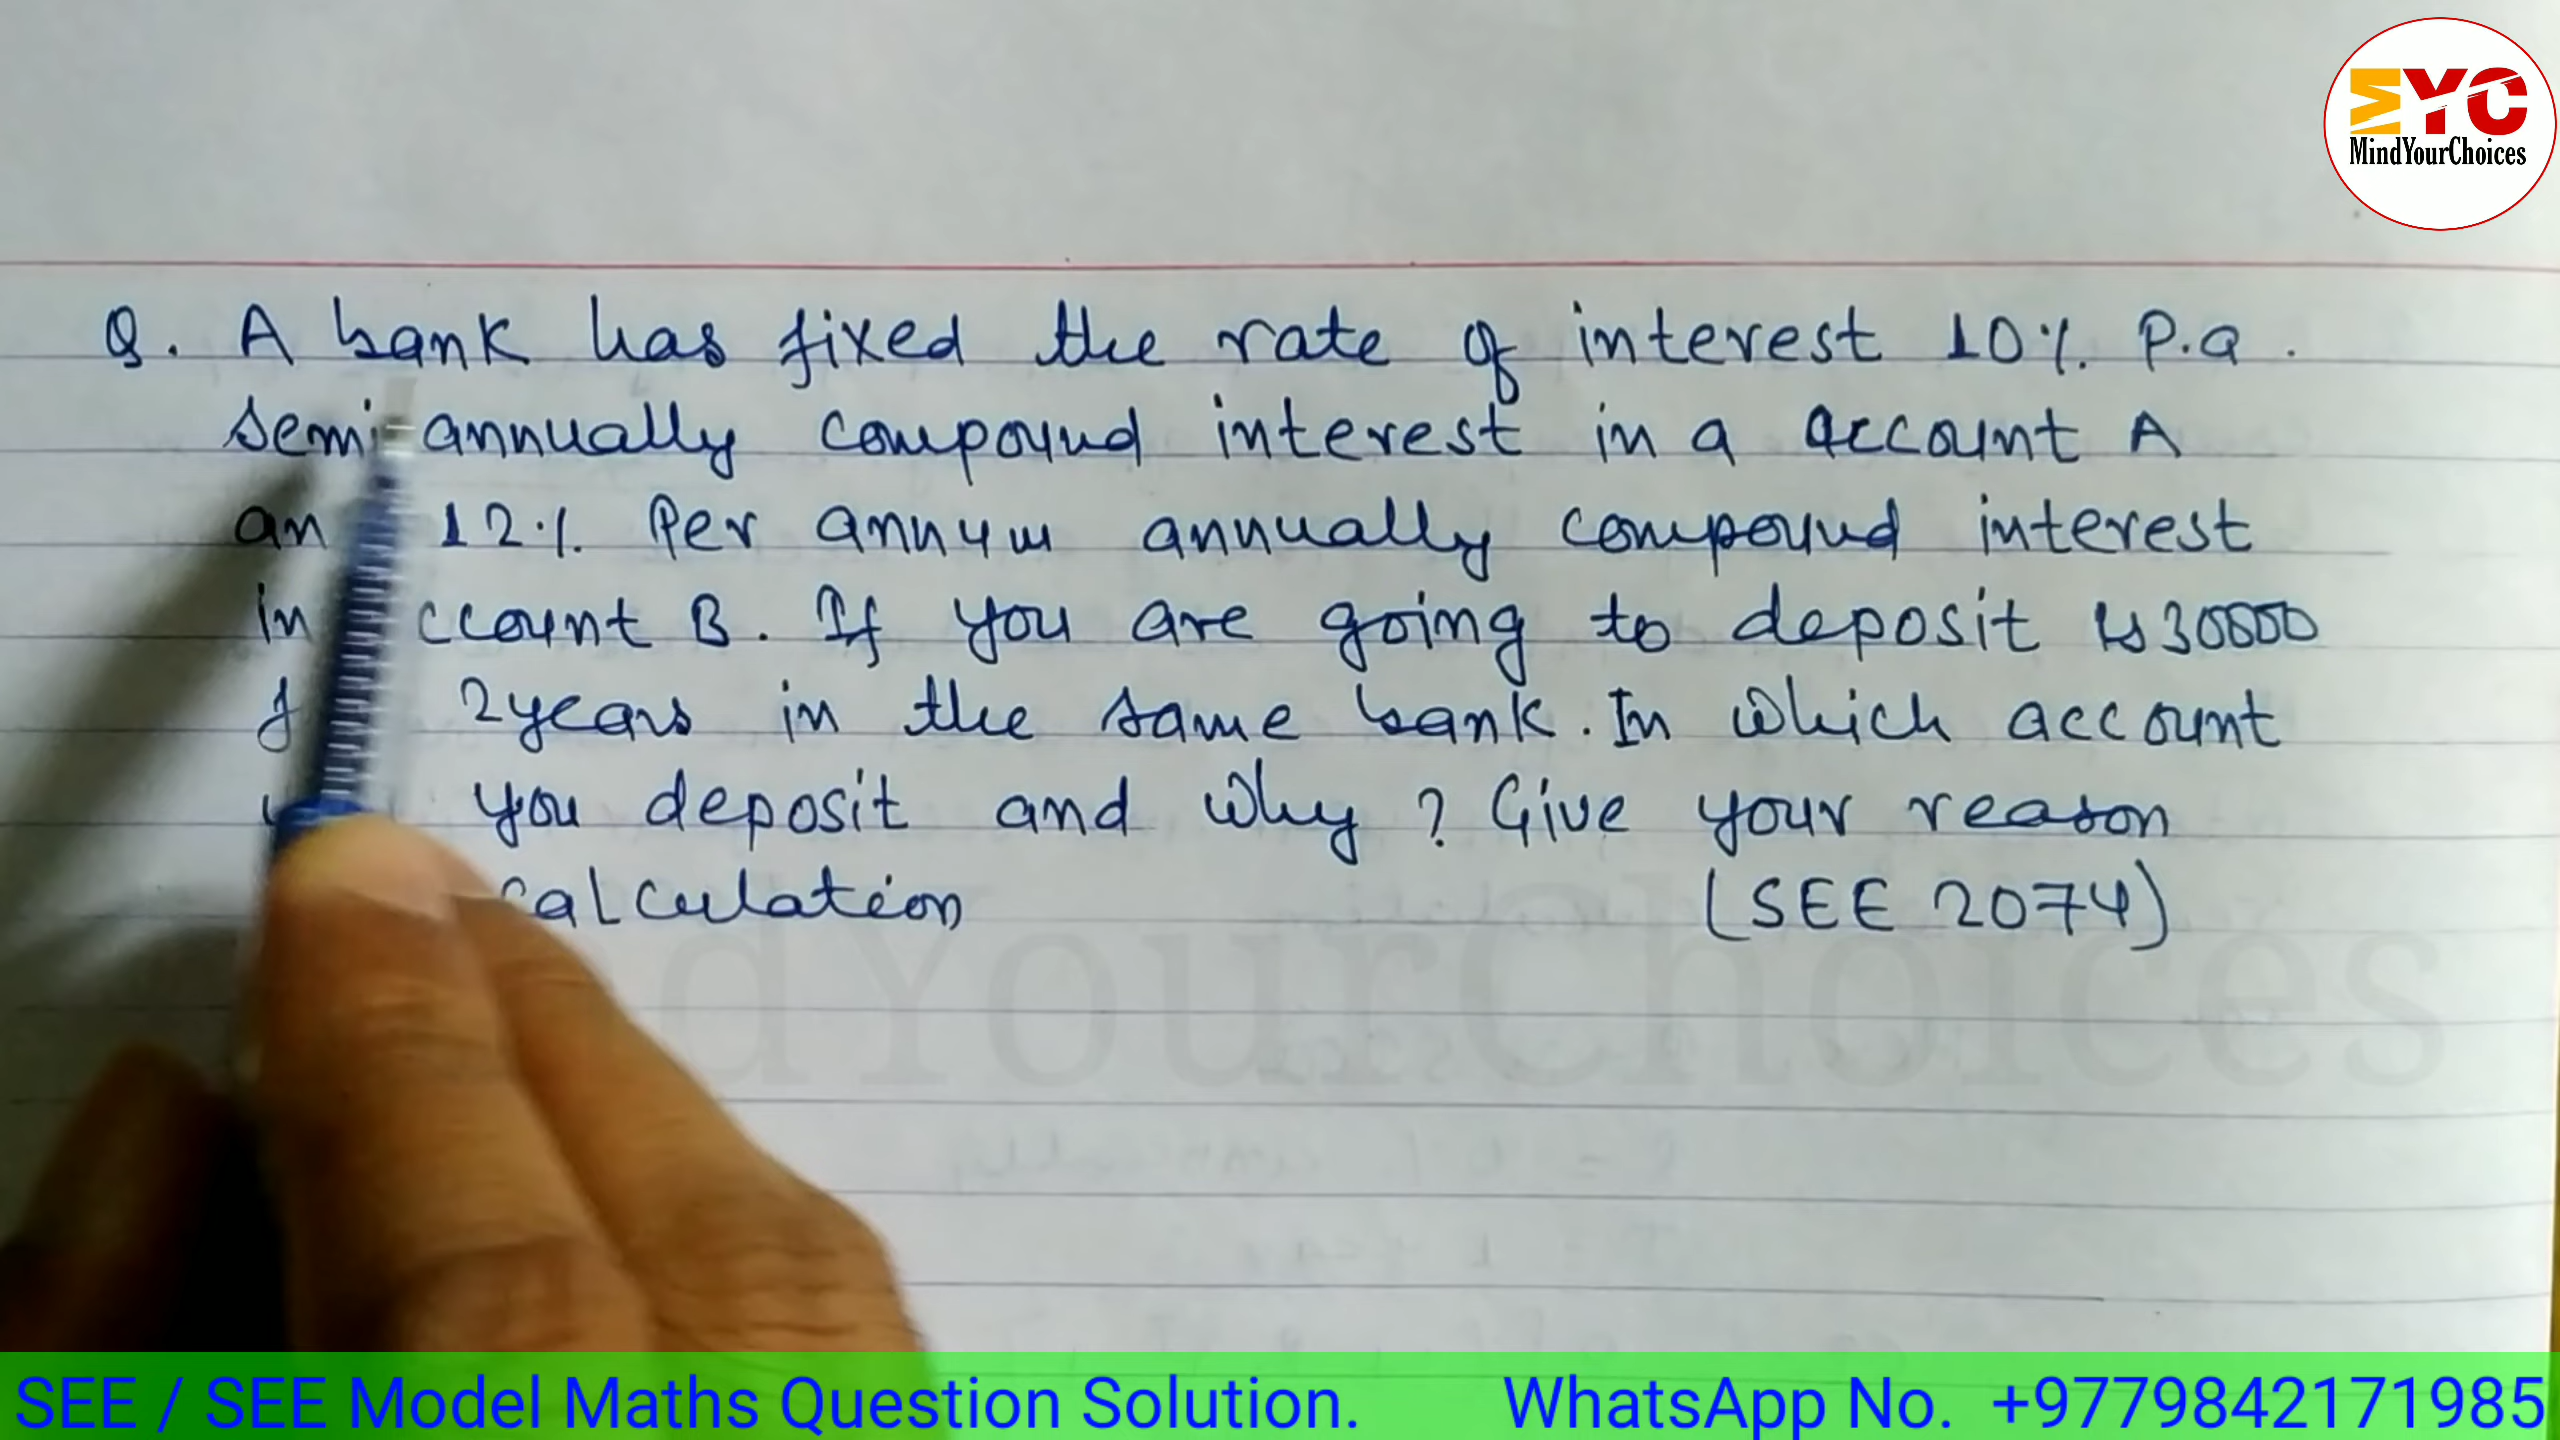 MYC
MindYourChoices
Q. A bank has fixed the rate of interest 10% P.a.
semi annually compound interest in a account A
an 12% Per annum annually compound interest
in ccount B. If you are going to deposit Rs 30000
f 2years in the same bank. In which account
you deposit and why? Give your reason
calculation (SEE 2074)
dYourChoices
SEE / SEE Model Maths Question Solution. WhatsApp No. +9779842171985